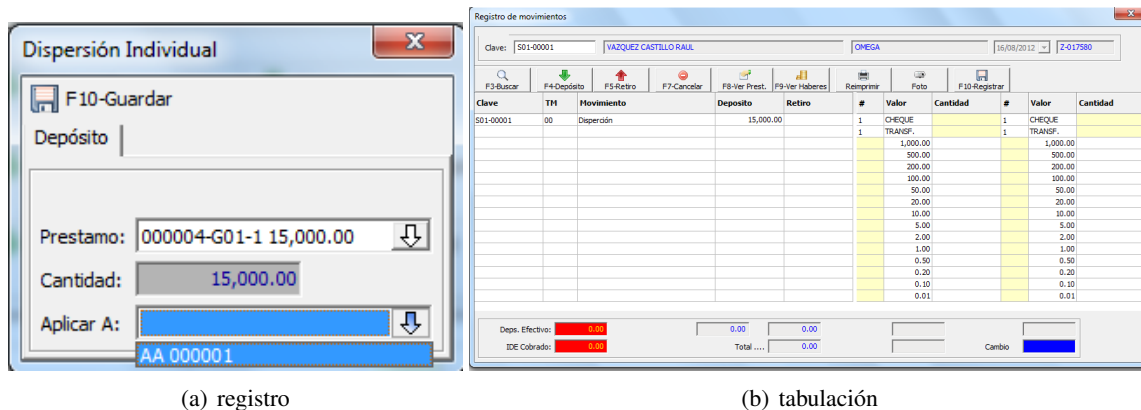 Dispersión Individual
F10-Guardar
Depósito
Prestamo: 000004-G01-1 15,000.00
Cantidad: 15,000.00
Aplicar A:
AA 000001
(a) registro
Registro de movimientos
Clave: S01-00001 VAZQUEZ CASTILLO RAUL OMEGA 16/08/2012 Z-017580
F3-Buscar F4-Depósito F5-Retiro F7-Cancelar F8-Ver Prest. F9-Ver Haberes Reimprimir Foto F10-Registrar
Clave TM Movimiento Deposito Retiro # Valor Cantidad # Valor Cantidad
S01-00001 00 Disperción 15,000.00 1 CHEQUE 1 CHEQUE
1 TRANSF. 1 TRANSF.
1,000.00 1,000.00
500.00 500.00
200.00 200.00
100.00 100.00
50.00 50.00
20.00 20.00
10.00 10.00
5.00 5.00
2.00 2.00
1.00 1.00
0.50 0.50
0.20 0.20
0.10 0.10
0.01 0.01
Deps. Efectivo: 0.00 0.00 0.00
IDE Cobrado: 0.00 Total .... 0.00 Cambio
(b) tabulación